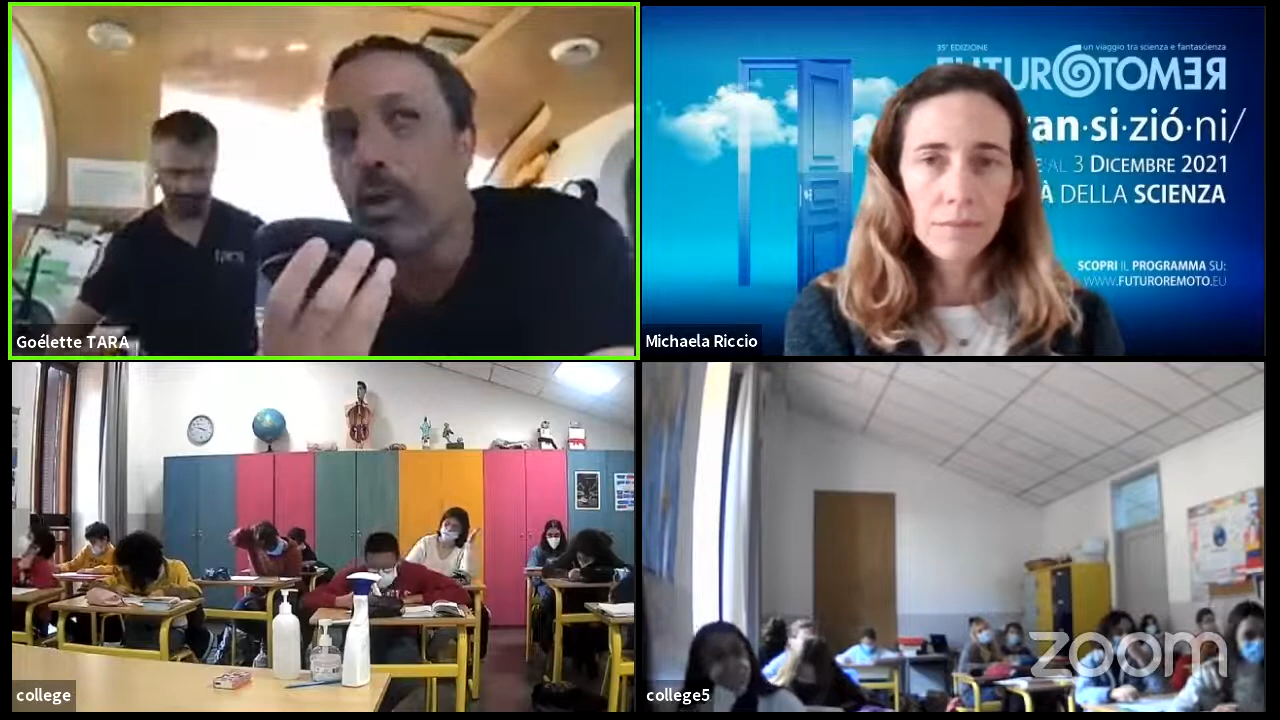 Goélette TARA
35ª EDIZIONE
un viaggio tra scienza e fantascienza
FUTUROREMOTO
ran·si·zió·ni/
E AL 3 DICEMBRE 2021
À DELLA SCIENZA
SCOPRI IL PROGRAMMA SU:
WWW.FUTUROREMOTO.EU
Michaela Riccio
college
college5
zoom